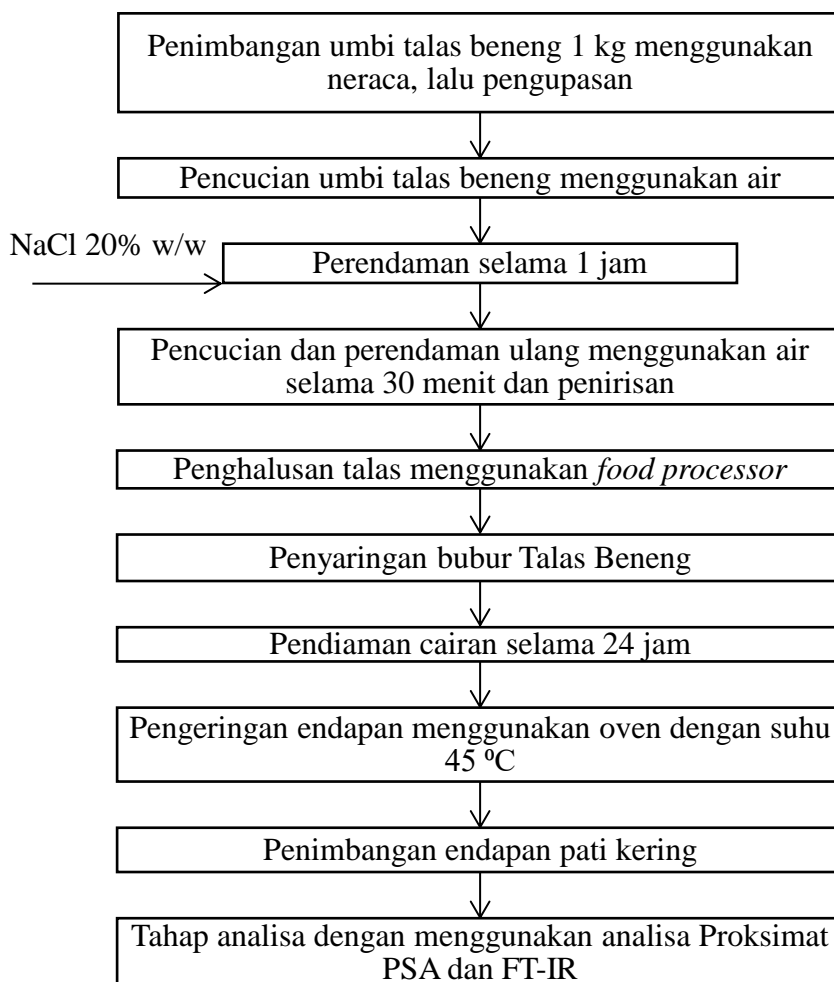 Penimbangan umbi talas beneng 1 kg menggunakan
neraca, lalu pengupasan
Pencucian umbi talas beneng menggunakan air
NaCl 20% w/w
Perendaman selama 1 jam
Pencucian dan perendaman ulang menggunakan air
selama 30 menit dan penirisan
Penghalusan talas menggunakan food processor
Penyaringan bubur Talas Beneng
Pendiaman cairan selama 24 jam
Pengeringan endapan menggunakan oven dengan suhu
45 ⁰C
Penimbangan endapan pati kering
Tahap analisa dengan menggunakan analisa Proksimat
PSA dan FT-IR